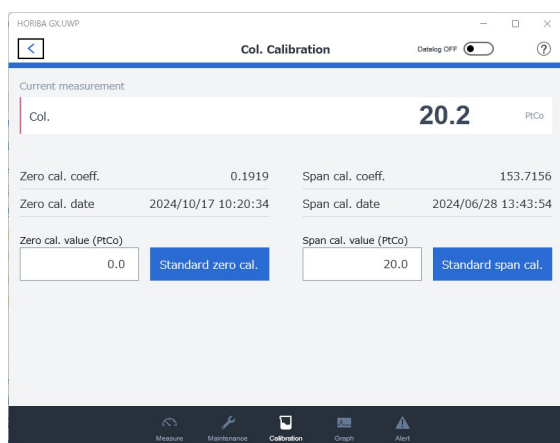 HORIBA GX.UWP
Col. Calibration
Datalog OFF
Current measurement
Col. 20.2 PtCo
Zero cal. coeff. 0.1919 Span cal. coeff. 153.7156
Zero cal. date 2024/10/17 10:20:34 Span cal. date 2024/06/28 13:43:54
Zero cal. value (PtCo) Span cal. value (PtCo)
0.0 Standard zero cal. 20.0 Standard span cal.
Measure Maintenance Calibration Graph Alert